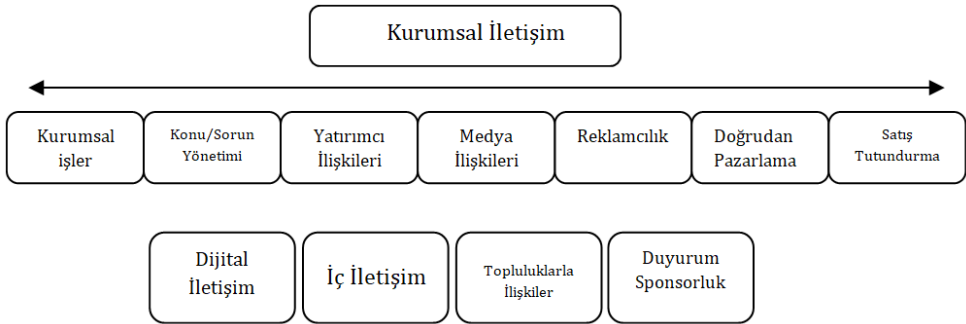 Kurumsal İletişim
Kurumsal
işler
Konu/Sorun
Yönetimi
Yatırımcı
İlişkileri
Medya
İlişkileri
Reklamcılık
Doğrudan
Pazarlama
Satış
Tutundurma
Dijital
İletişim
İç İletişim
Topluluklarla
İlişkiler
Duyurum
Sponsorluk